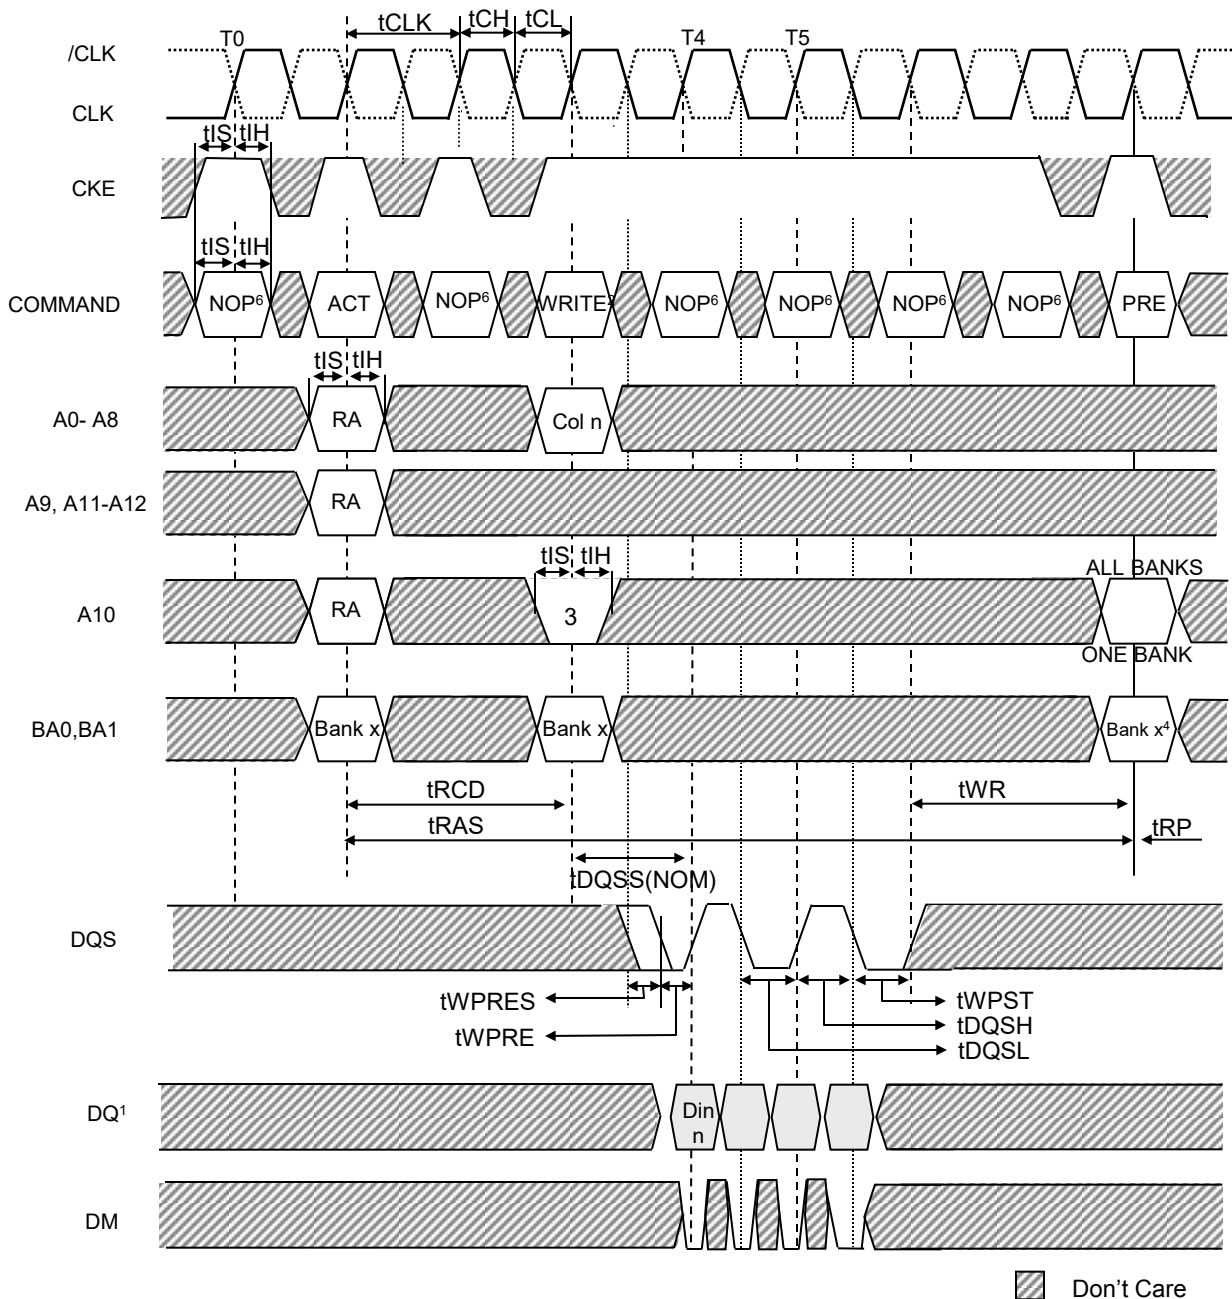 tCLK tCH tCL
T0 T4 T5
/CLK
CLK
tIS tIH
CKE
tIS tIH
COMMAND NOP6 ACT NOP6 WRITE2 NOP6 NOP6 NOP6 NOP6 PRE
tIS tIH
A0- A8 RA Col n
A9, A11-A12 RA
tIS tIH ALL BANKS
A10 RA 3
ONE BANK
BA0,BA1 Bank x Bank x Bank x4
tRCD tWR
tRAS tRP
tDQSS(NOM)
DQS
tWPRES tWPST
tDQSH
tWPRE
tDQSL
DQ1 Din
n
DM
Don't Care